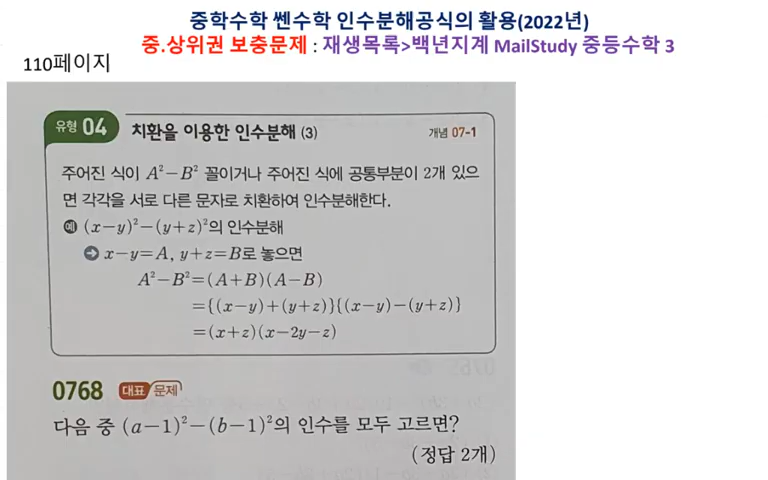 중학수학 쎈수학 인수분해공식의 활용(2022년)
중.상위권 보충문제 : 재생목록>백년지계 MailStudy 중등수학 3
110페이지
유형 04 치환을 이용한 인수분해 (3) 개념 07-1
주어진 식이 A²-B² 꼴이거나 주어진 식에 공통부분이 2개 있으
면 각각을 서로 다른 문자로 치환하여 인수분해한다.
예 (x-y)²-(y+z)²의 인수분해
➔ x-y=A, y+z=B로 놓으면
A²-B²=(A+B)(A-B)
={(x-y)+(y+z)}{(x-y)-(y+z)}
=(x+z)(x-2y-z)
0768 대표 문제
다음 중 (a-1)²-(b-1)²의 인수를 모두 고르면?
(정답 2개)